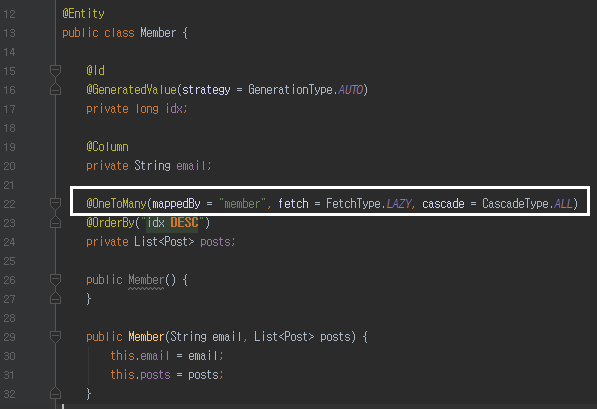 12 @Entity
13 public class Member {
14
15 @Id
16 @GeneratedValue(strategy = GenerationType.AUTO)
17 private long idx;
18
19 @Column
20 private String email;
21
22 @OneToMany(mappedBy = "member", fetch = FetchType.LAZY, cascade = CascadeType.ALL)
23 @OrderBy("idx DESC")
24 private List<Post> posts;
25
26 public Member() {
27 }
28
29 public Member(String email, List<Post> posts) {
30 this.email = email;
31 this.posts = posts;
32 }